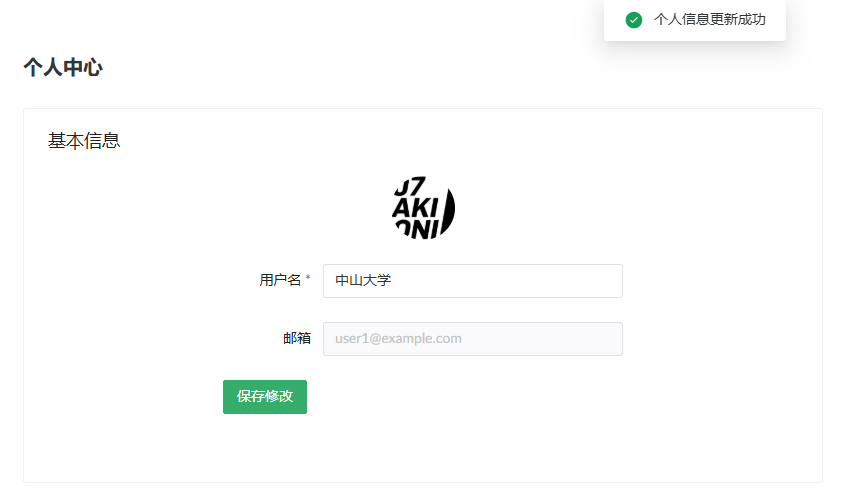 个人信息更新成功
个人中心
基本信息
J7
AKI
ONI
用户名 *
中山大学
邮箱
user1@example.com
保存修改